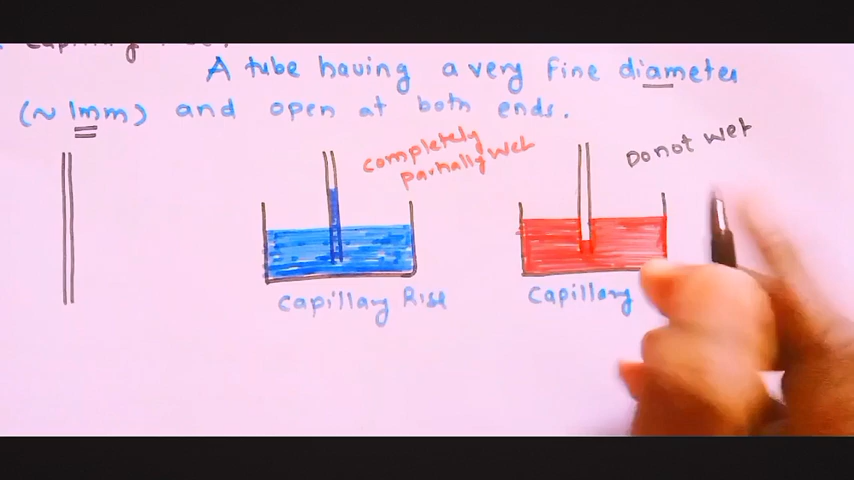 A tube having a very fine diameter
(~ 1mm) and open at both ends.
completely
partially wet
Do not wet
Capillary Rise
Capillary